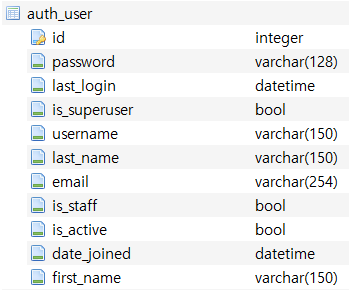 auth_user
id integer
password varchar(128)
last_login datetime
is_superuser bool
username varchar(150)
last_name varchar(150)
email varchar(254)
is_staff bool
is_active bool
date_joined datetime
first_name varchar(150)